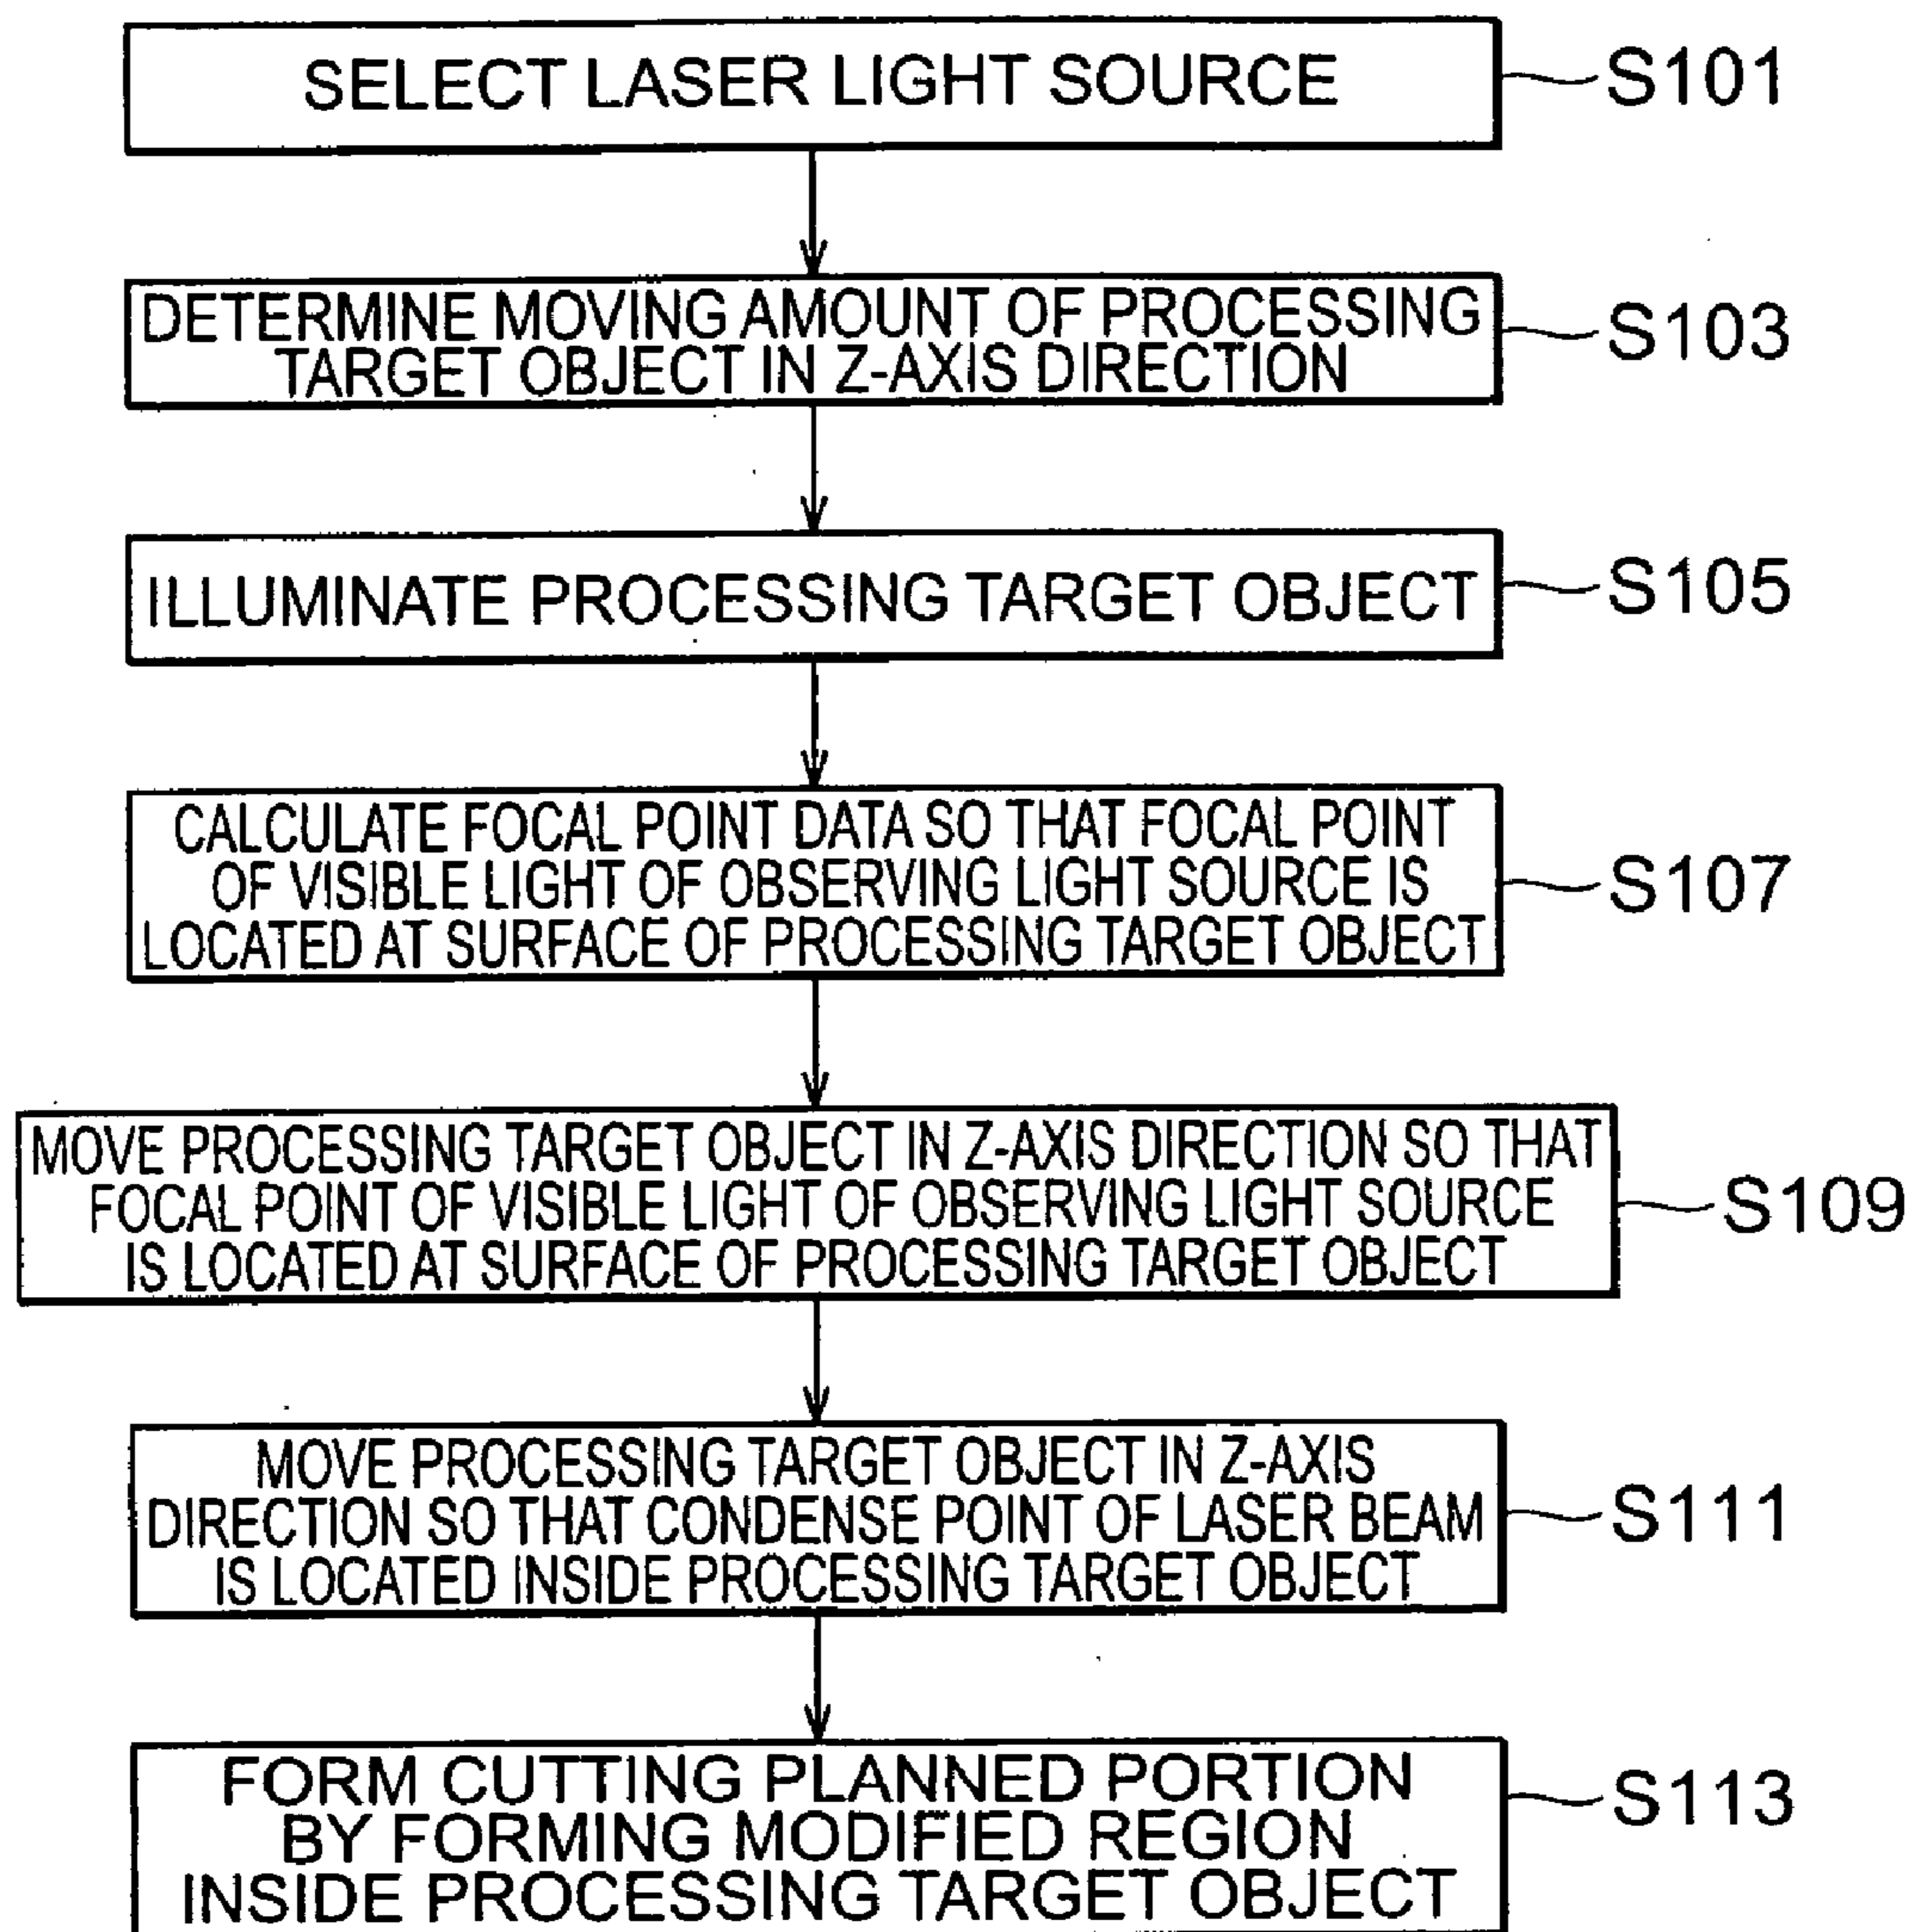 SELECT LASER LIGHT SOURCE
S101
DETERMINE MOVING AMOUNT OF PROCESSING
TARGET OBJECT IN Z-AXIS DIRECTION
S103
ILLUMINATE PROCESSING TARGET OBJECT
S105
CALCULATE FOCAL POINT DATA SO THAT FOCAL POINT
OF VISIBLE LIGHT OF OBSERVING LIGHT SOURCE IS
LOCATED AT SURFACE OF PROCESSING TARGET OBJECT
S107
MOVE PROCESSING TARGET OBJECT IN Z-AXIS DIRECTION SO THAT
FOCAL POINT OF VISIBLE LIGHT OF OBSERVING LIGHT SOURCE
IS LOCATED AT SURFACE OF PROCESSING TARGET OBJECT
S109
MOVE PROCESSING TARGET OBJECT IN Z-AXIS
DIRECTION SO THAT CONDENSE POINT OF LASER BEAM
IS LOCATED INSIDE PROCESSING TARGET OBJECT
S111
FORM CUTTING PLANNED PORTION
BY FORMING MODIFIED REGION
INSIDE PROCESSING TARGET OBJECT
S113